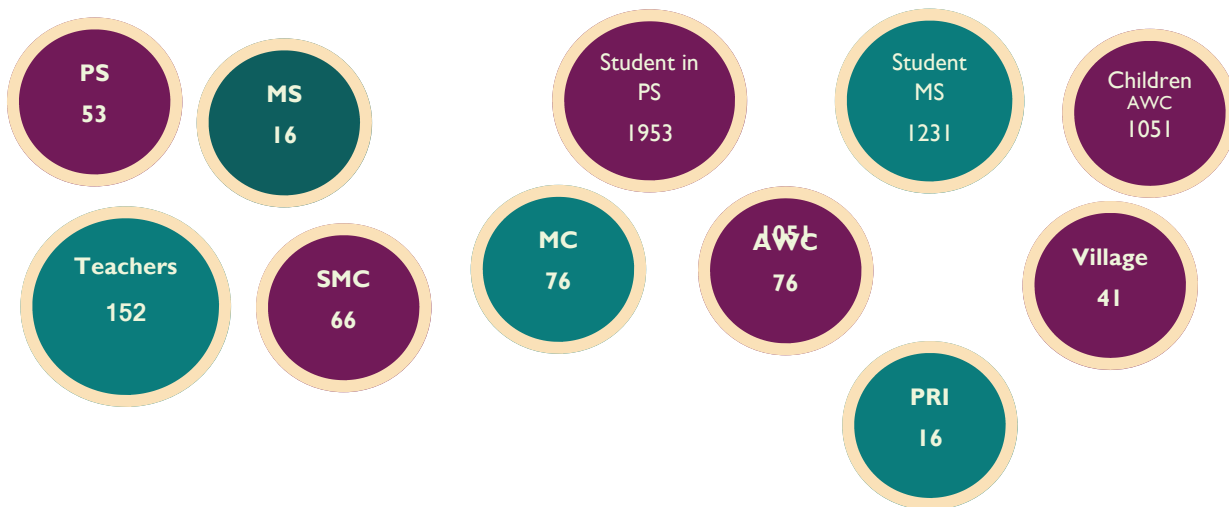 PS
53
MS
16
Student in
PS
1953
Student
MS
1231
Children
AWC
1051
Teachers
152
SMC
66
MC
76
1051
AWC
76
Village
41
PRI
16